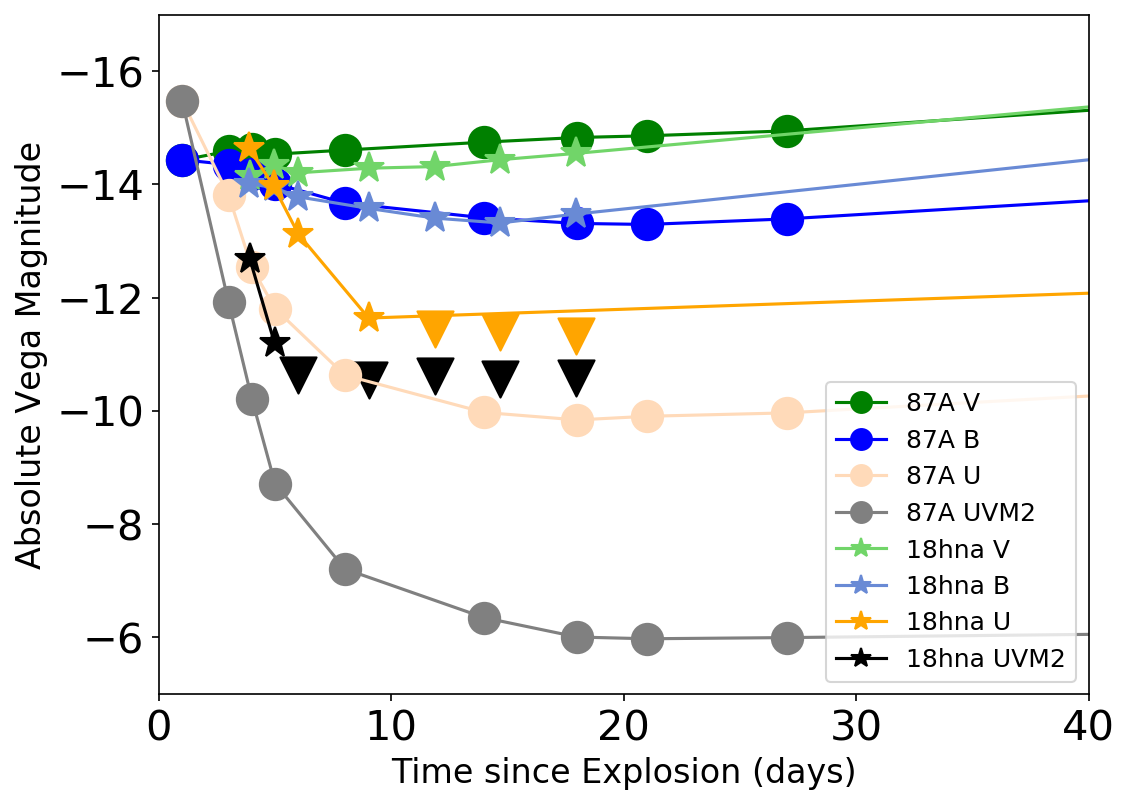 Absolute Vega Magnitude
−16
−14
−12
−10
−8
−6
0 10 20 30 40
Time since Explosion (days)
87A V
87A B
87A U
87A UVM2
18hna V
18hna B
18hna U
18hna UVM2